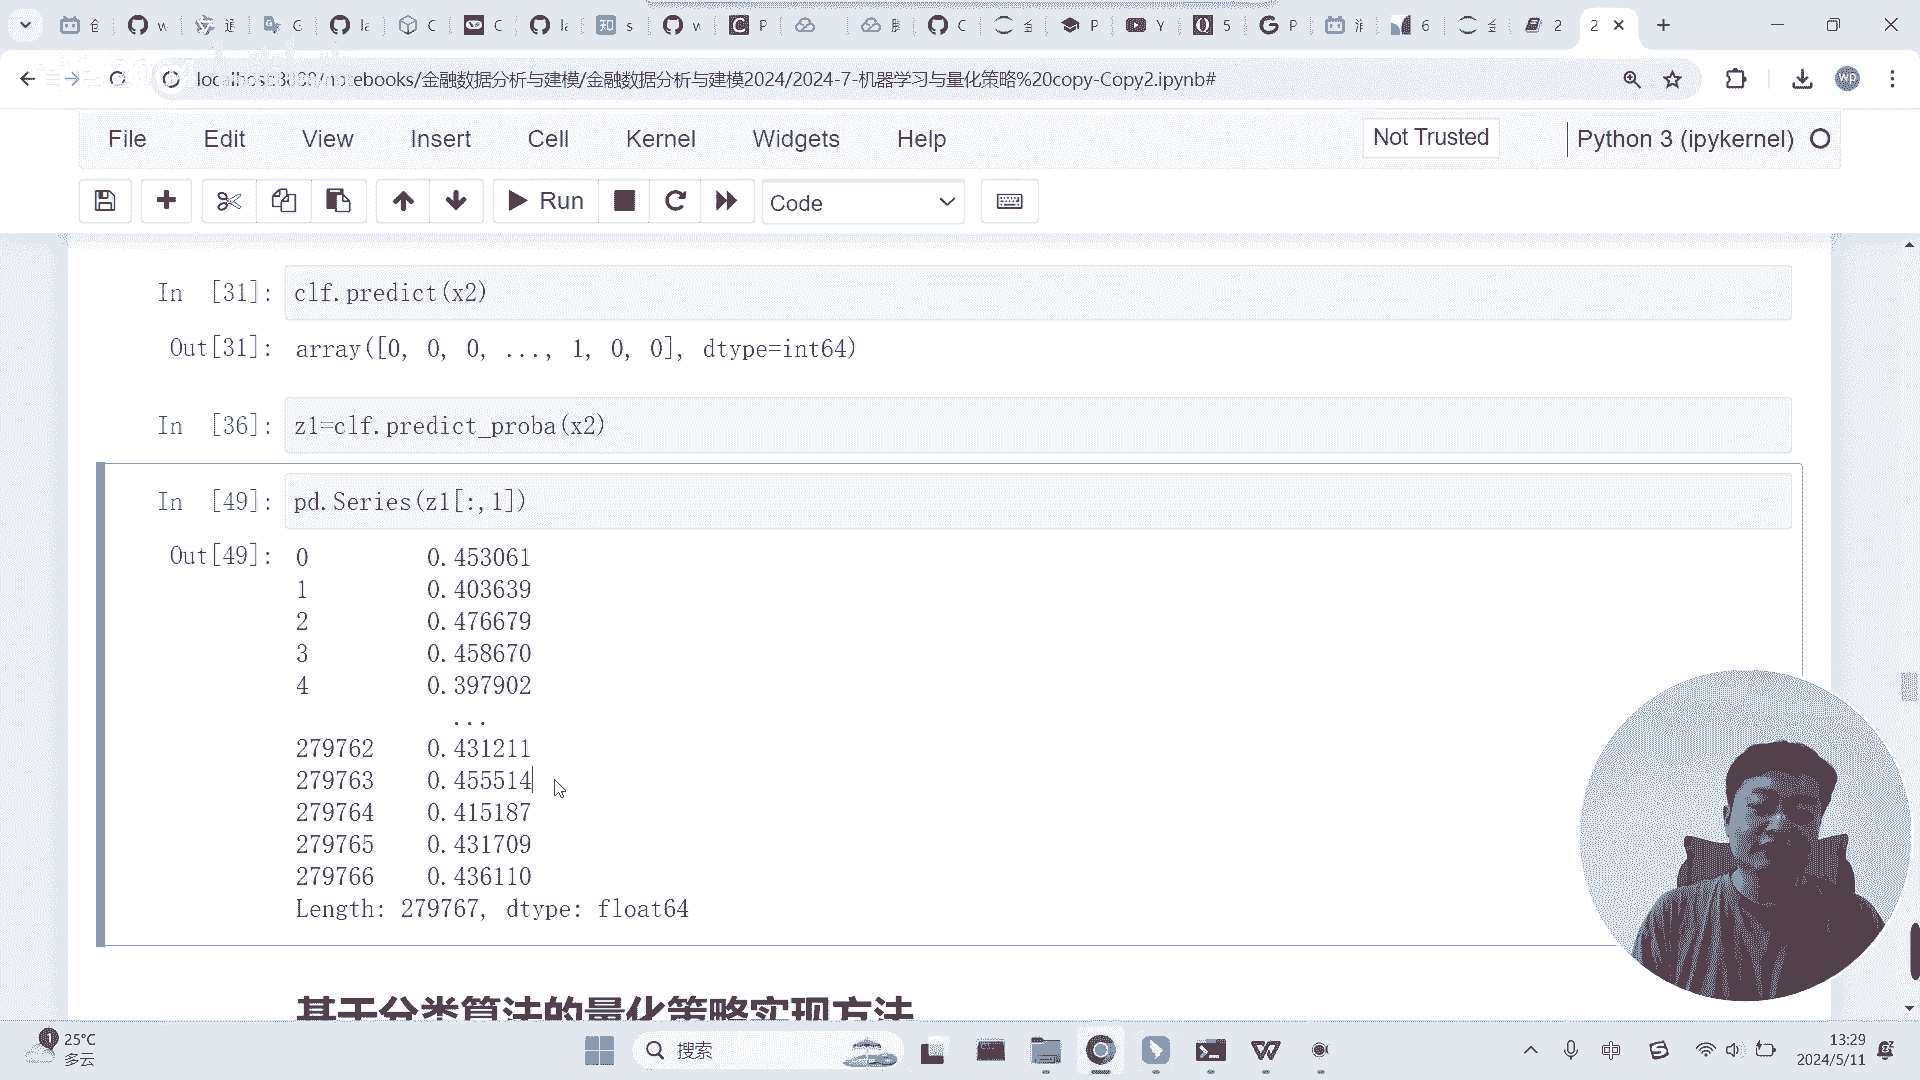 localhost:8888/notebooks/金融数据分析与建模/金融数据分析与建模2024/2024-7-机器学习与量化策略%20copy-Copy2.ipynb#
wp
File Edit View Insert Cell Kernel Widgets Help Not Trusted Python 3 (ipykernel)
Run Code
In [31]: clf.predict(x2)
Out[31]: array([0, 0, 0, ..., 1, 0, 0], dtype=int64)
In [36]: z1=clf.predict_proba(x2)
In [49]: pd.Series(z1[:,1])
Out[49]: 0 0.453061
1 0.403639
2 0.476679
3 0.458670
4 0.397902
...
279762 0.431211
279763 0.455514
279764 0.415187
279765 0.431709
279766 0.436110
Length: 279767, dtype: float64
基于分类算法的量化策略实现方法
1 25°C
多云
搜索
中
13:29
2024/5/11